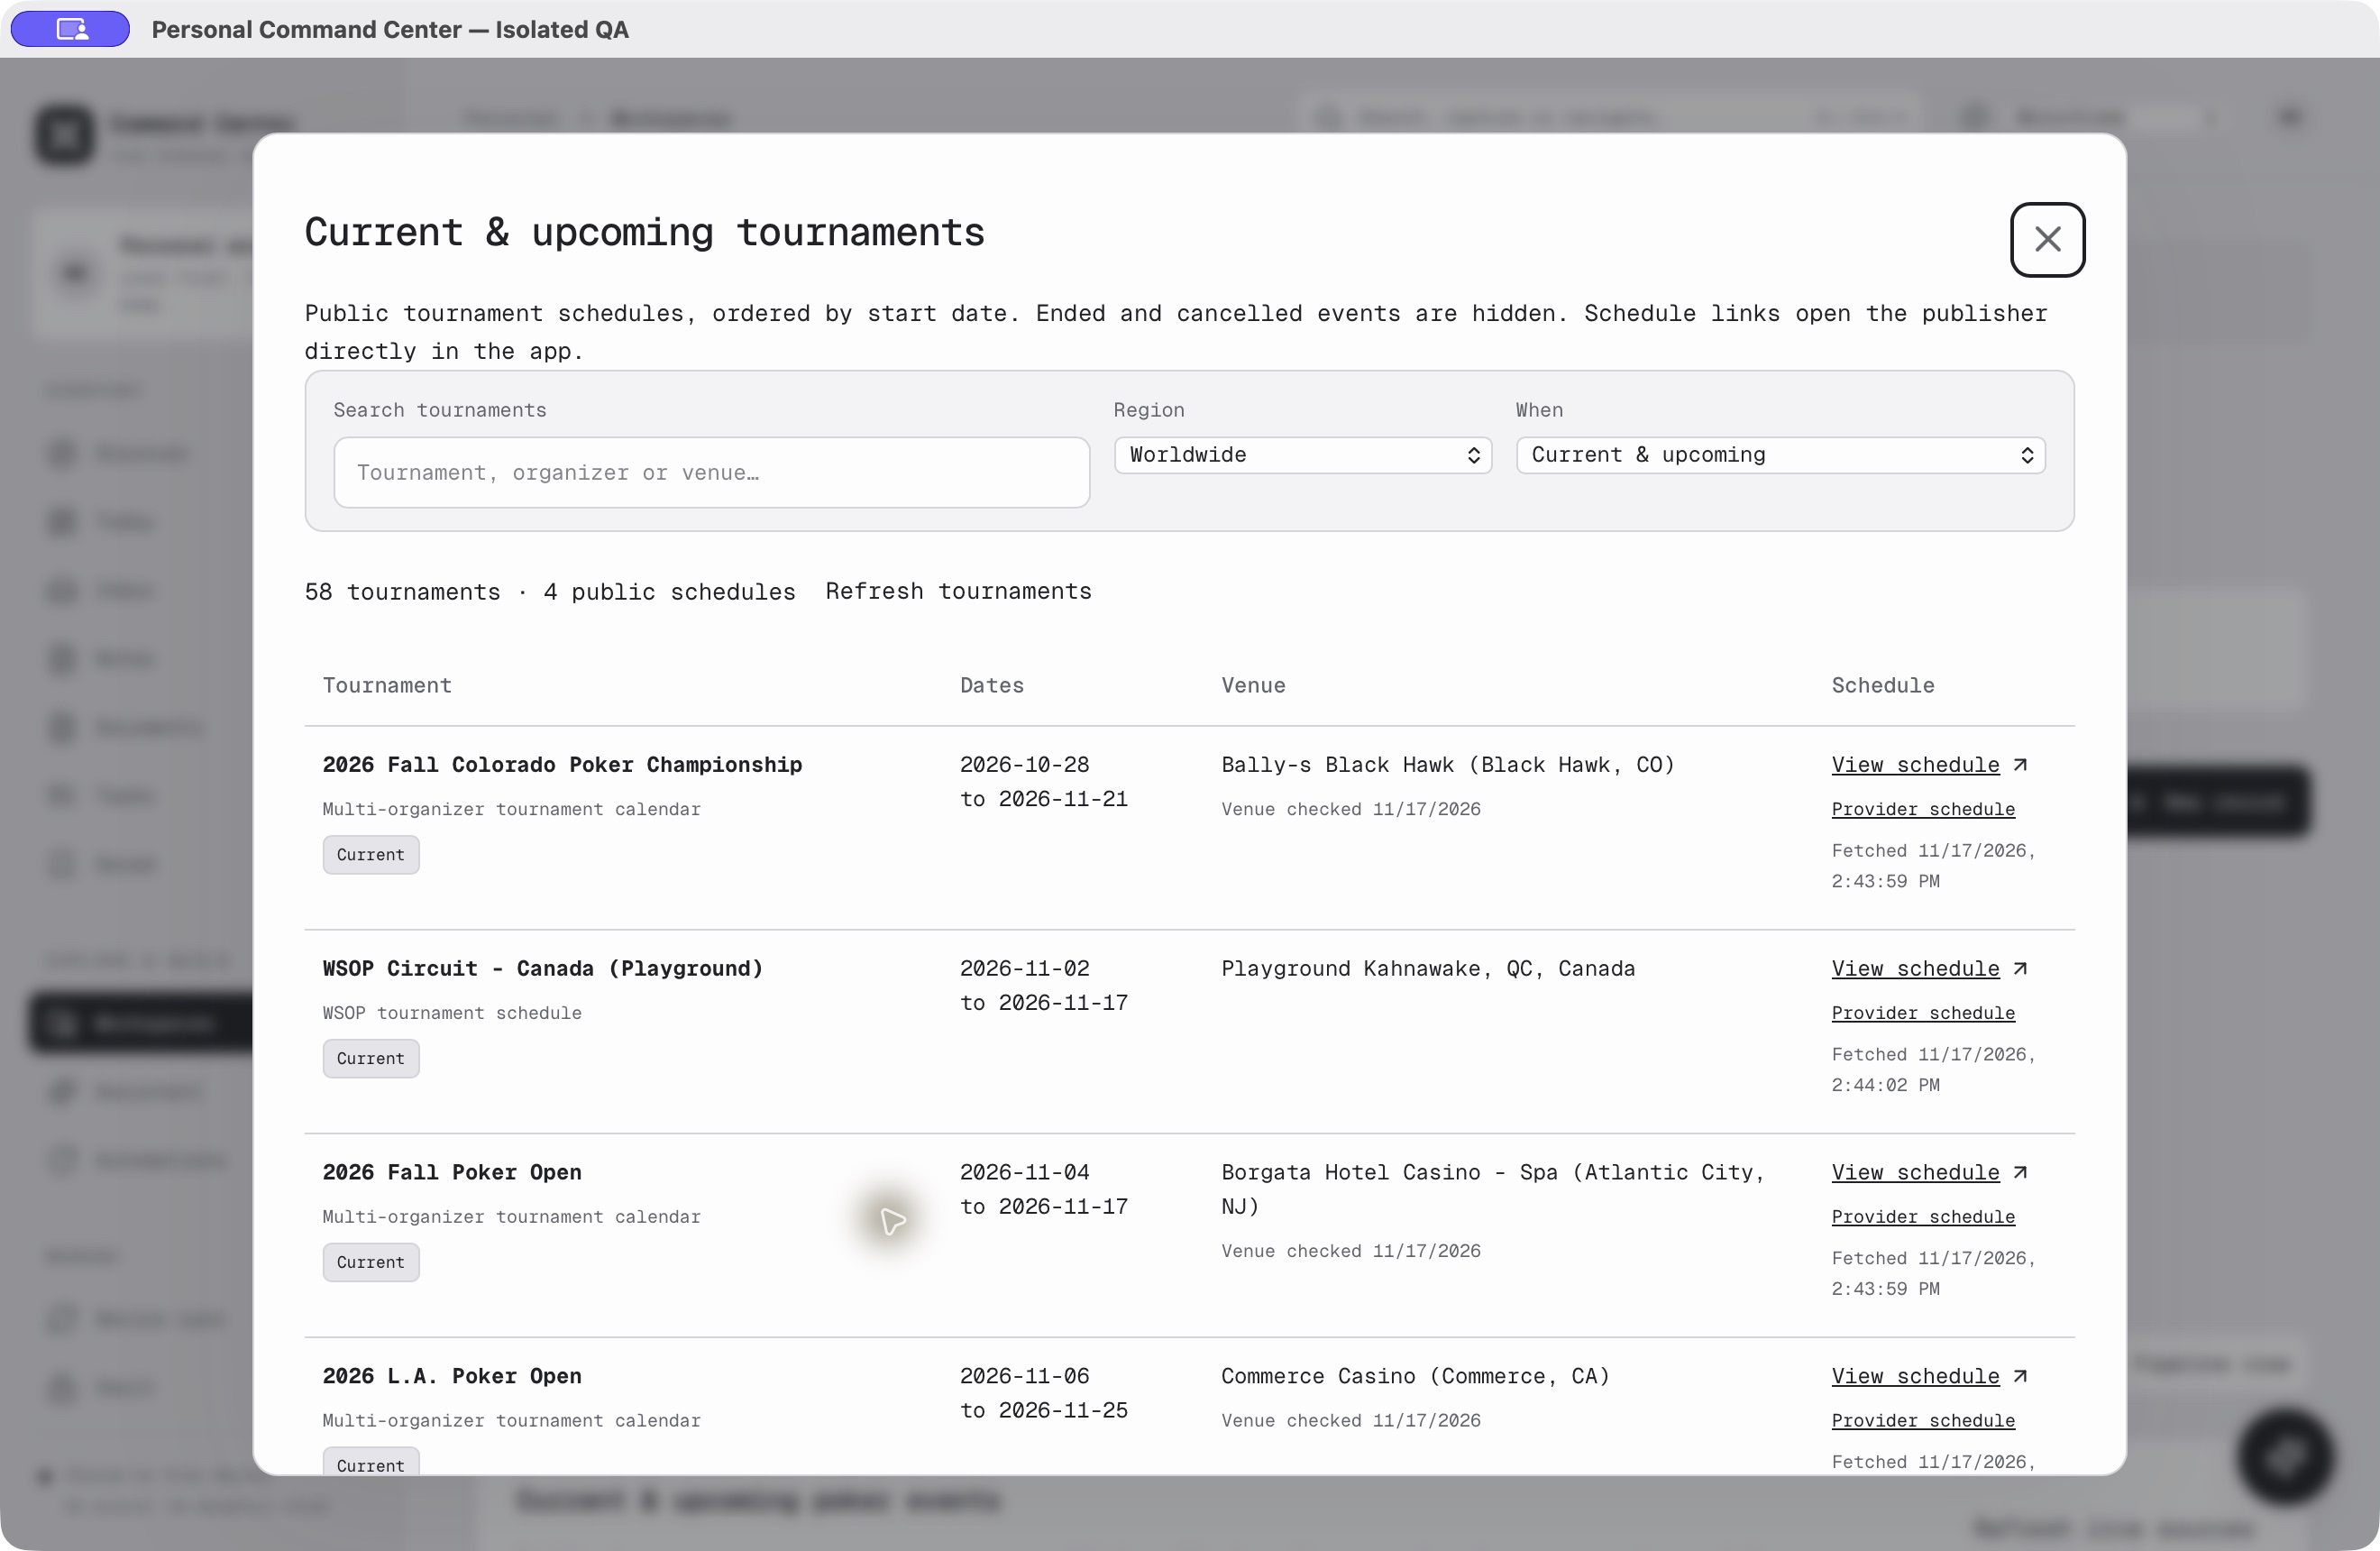 Personal Command Center — Isolated QA
Current & upcoming tournaments
Public tournament schedules, ordered by start date. Ended and cancelled events are hidden. Schedule links open the publisher
directly in the app.
Search tournaments
Region
When
Tournament, organizer or venue…
Worldwide
Current & upcoming
58 tournaments · 4 public schedules Refresh tournaments
Tournament
Dates
Venue
Schedule
2026 Fall Colorado Poker Championship
Multi-organizer tournament calendar
Current
2026-10-28
to 2026-11-21
Bally-s Black Hawk (Black Hawk, CO)
Venue checked 11/17/2026
View schedule
Provider schedule
Fetched 11/17/2026,
2:43:59 PM
WSOP Circuit - Canada (Playground)
WSOP tournament schedule
Current
2026-11-02
to 2026-11-17
Playground Kahnawake, QC, Canada
View schedule
Provider schedule
Fetched 11/17/2026,
2:44:02 PM
2026 Fall Poker Open
Multi-organizer tournament calendar
Current
2026-11-04
to 2026-11-17
Borgata Hotel Casino - Spa (Atlantic City,
NJ)
Venue checked 11/17/2026
View schedule
Provider schedule
Fetched 11/17/2026,
2:43:59 PM
2026 L.A. Poker Open
Multi-organizer tournament calendar
Current
2026-11-06
to 2026-11-25
Commerce Casino (Commerce, CA)
Venue checked 11/17/2026
View schedule
Provider schedule
Fetched 11/17/2026,
Current & upcoming poker events